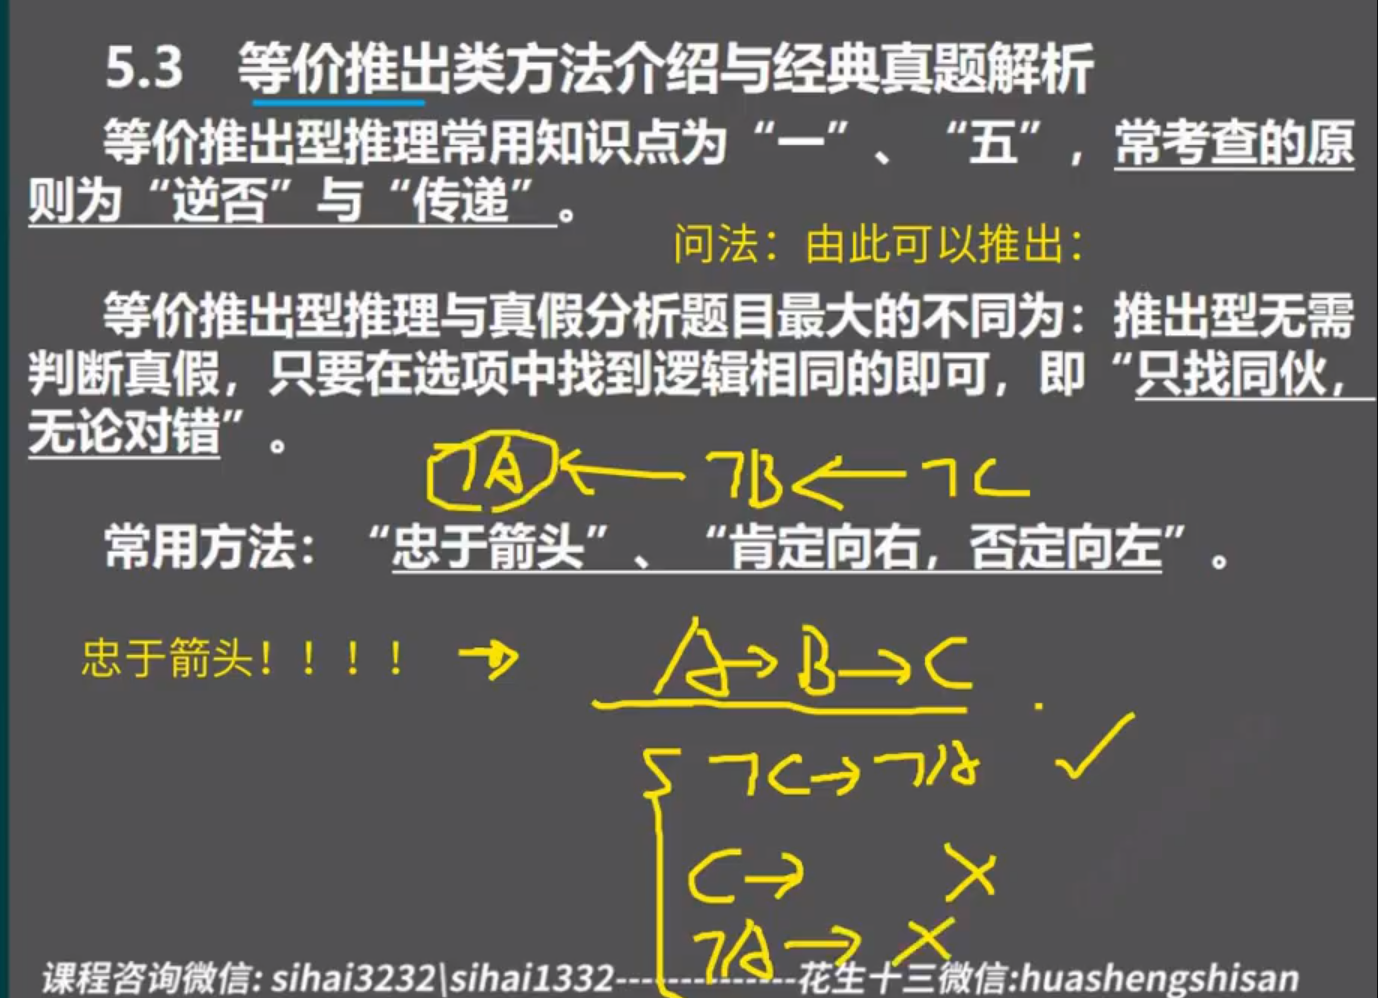 5.3 等价推出类方法介绍与经典真题解析
等价推出型推理常用知识点为“一”、“五”，常考查的原
则为“逆否”与“传递”。
问法：由此可以推出：
等价推出型推理与真假分析题目最大的不同为：推出型无需
判断真假，只要在选项中找到逻辑相同的即可，即“只找同伙，
无论对错”。
¬A ← ¬B ← ¬C
常用方法：“忠于箭头”、“肯定向右，否定向左”。
忠于箭头！！！！ → A→B→C
¬C→¬A ✓
C→ ×
¬A→ ×
课程咨询微信: sihai3232\sihai1332--------------花生十三微信:huashengshisan